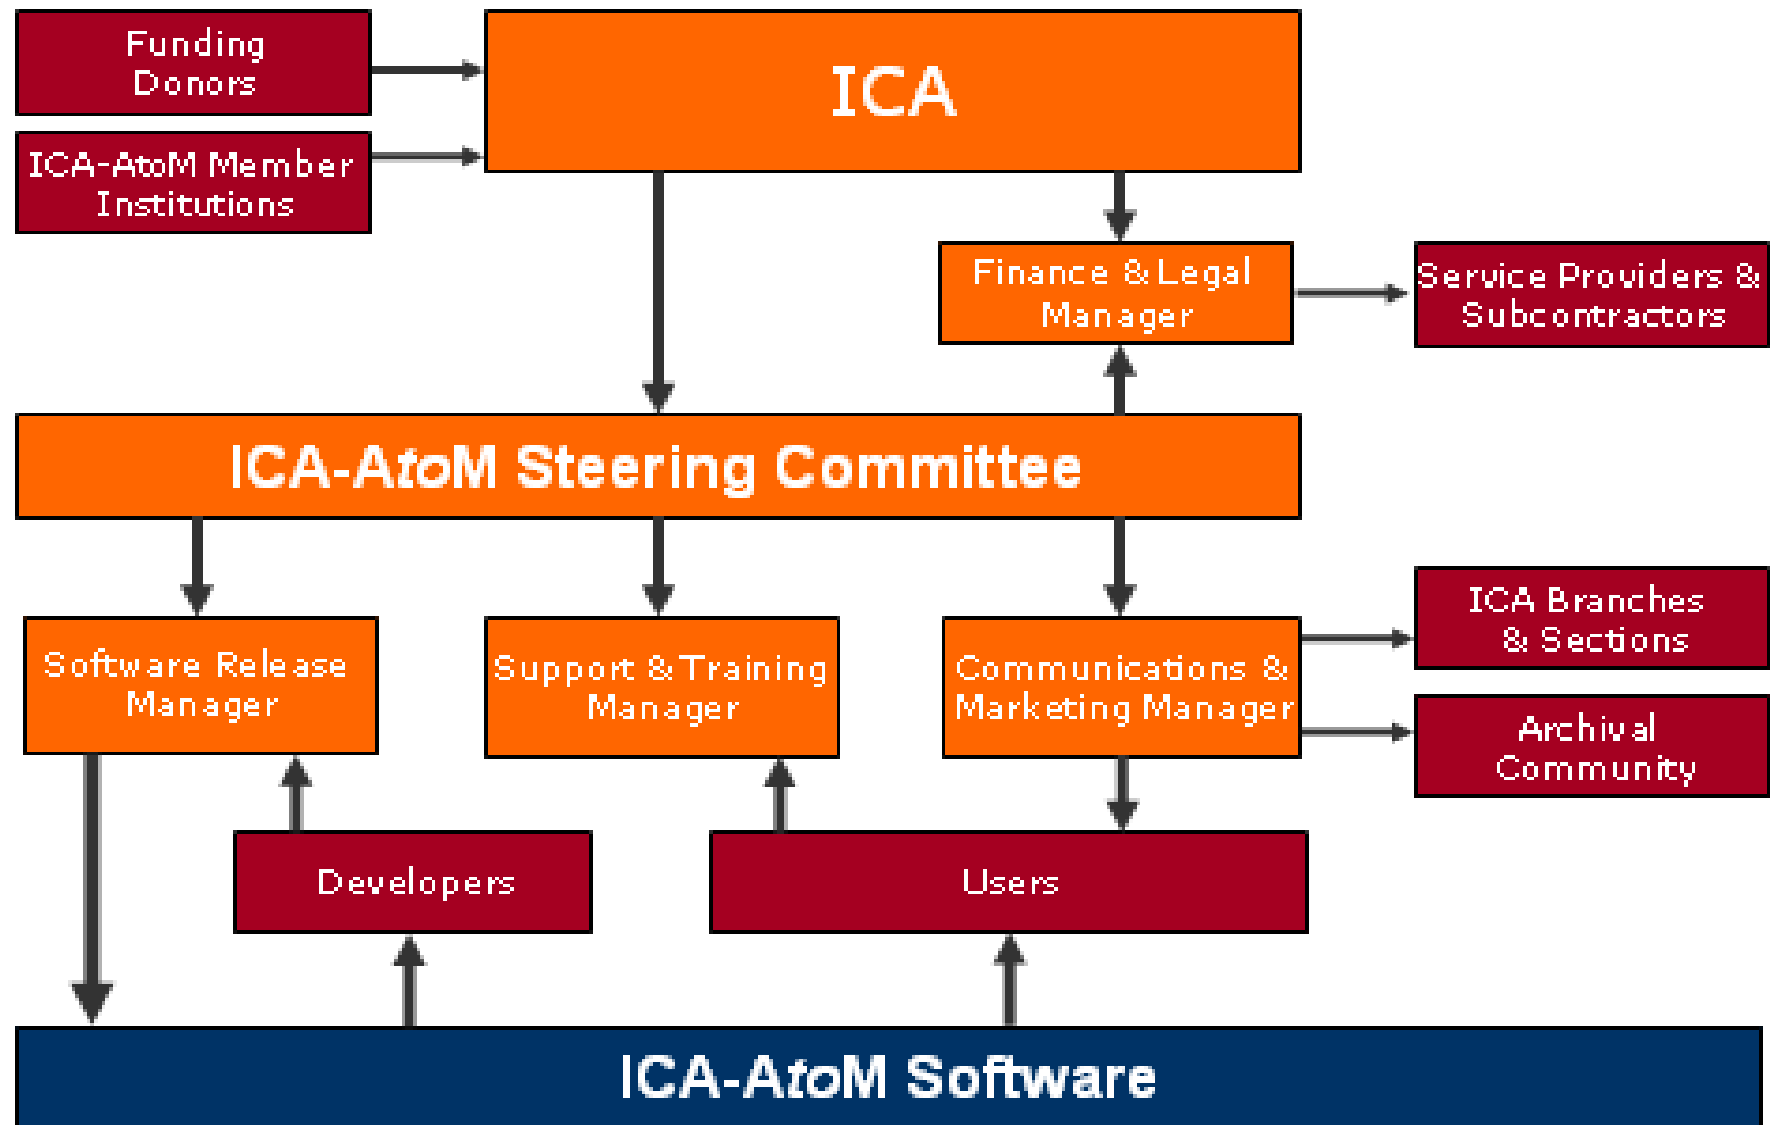 Funding
Donors
ICA
ICA-AtoM Member
Institutions
Finance & Legal
Manager
Service Providers &
Subcontractors
ICA-AtoM Steering Committee
Software Release
Manager
Support & Training
Manager
Communications &
Marketing Manager
ICA Branches
& Sections
Archival
Community
Developers
Users
ICA-AtoM Software